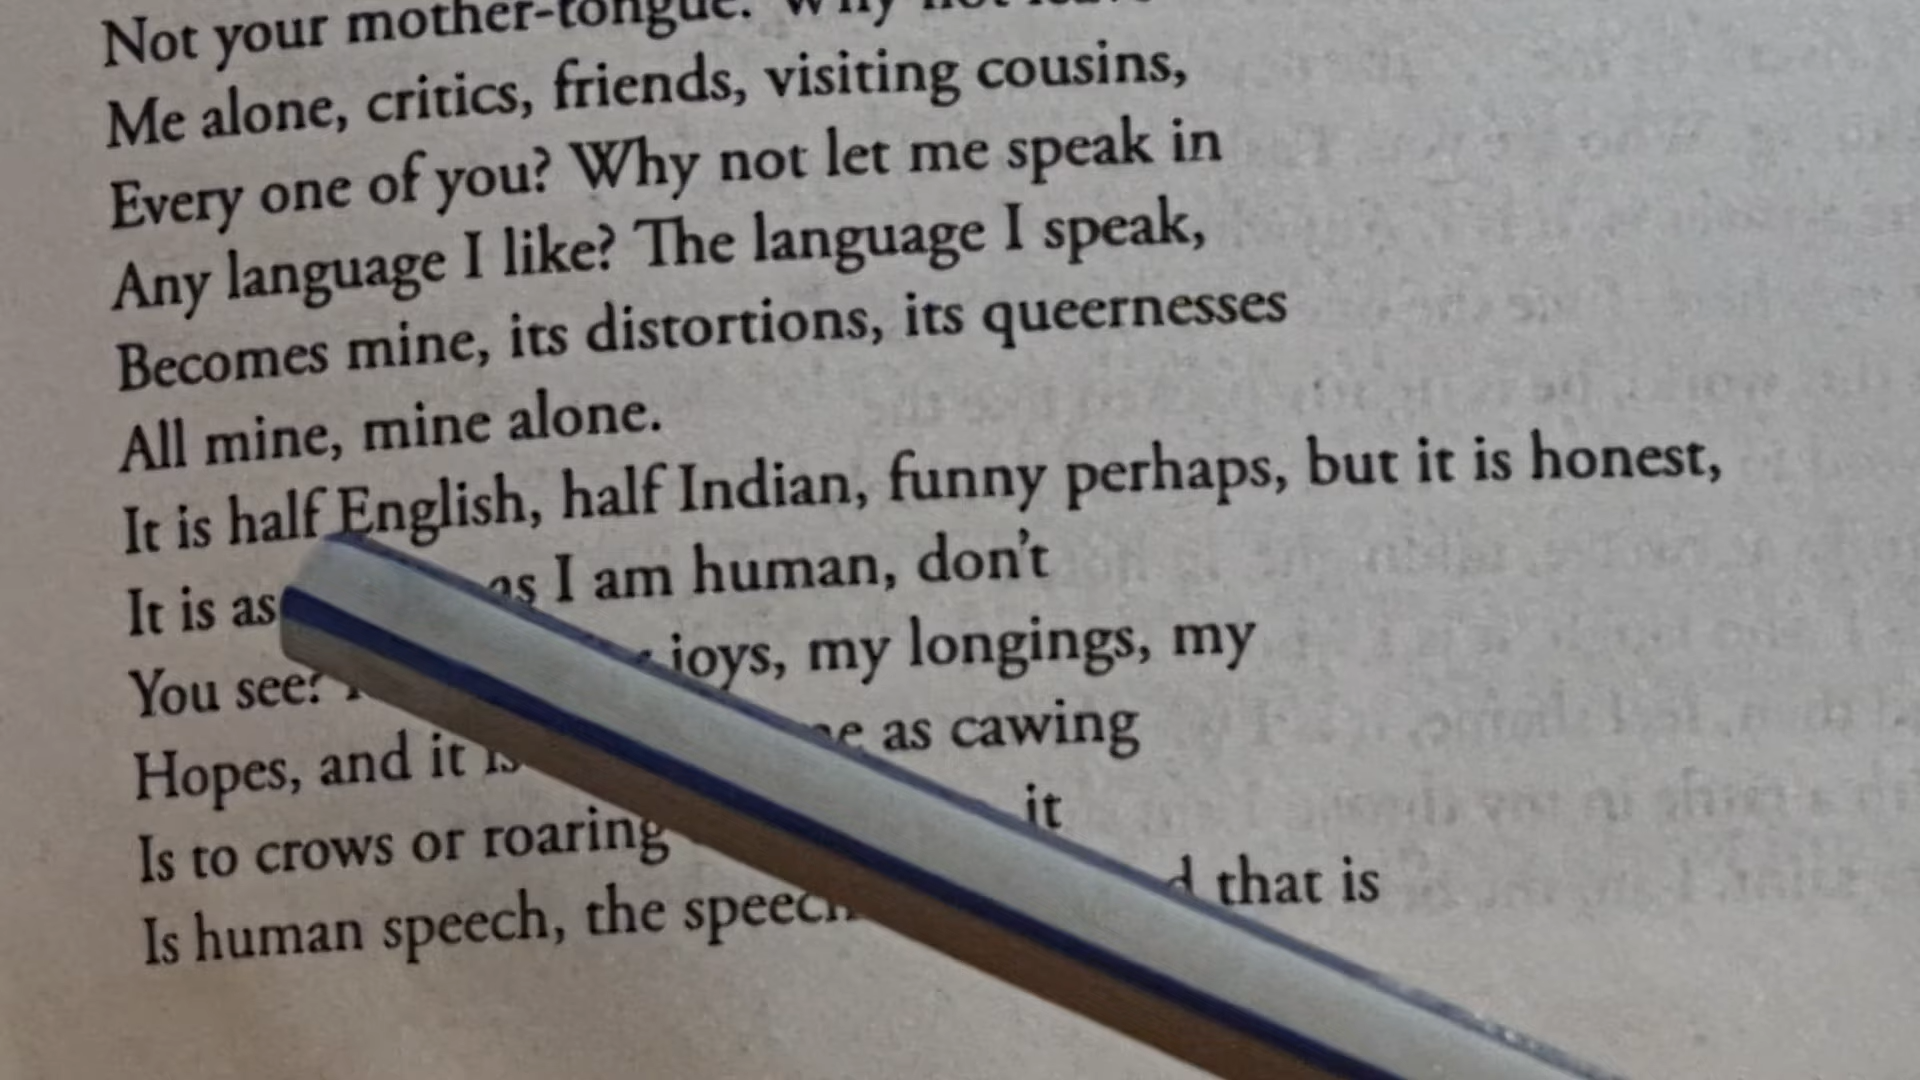 Not your mother-tongue. Why not leave
Me alone, critics, friends, visiting cousins,
Every one of you? Why not let me speak in
Any language I like? The language I speak,
Becomes mine, its distortions, its queernesses
All mine, mine alone.
It is half English, half Indian, funny perhaps, but it is honest,
It is as as I am human, don't
You see? joys, my longings, my
Hopes, and it is as cawing
Is to crows or roaring it
Is human speech, the speech that is